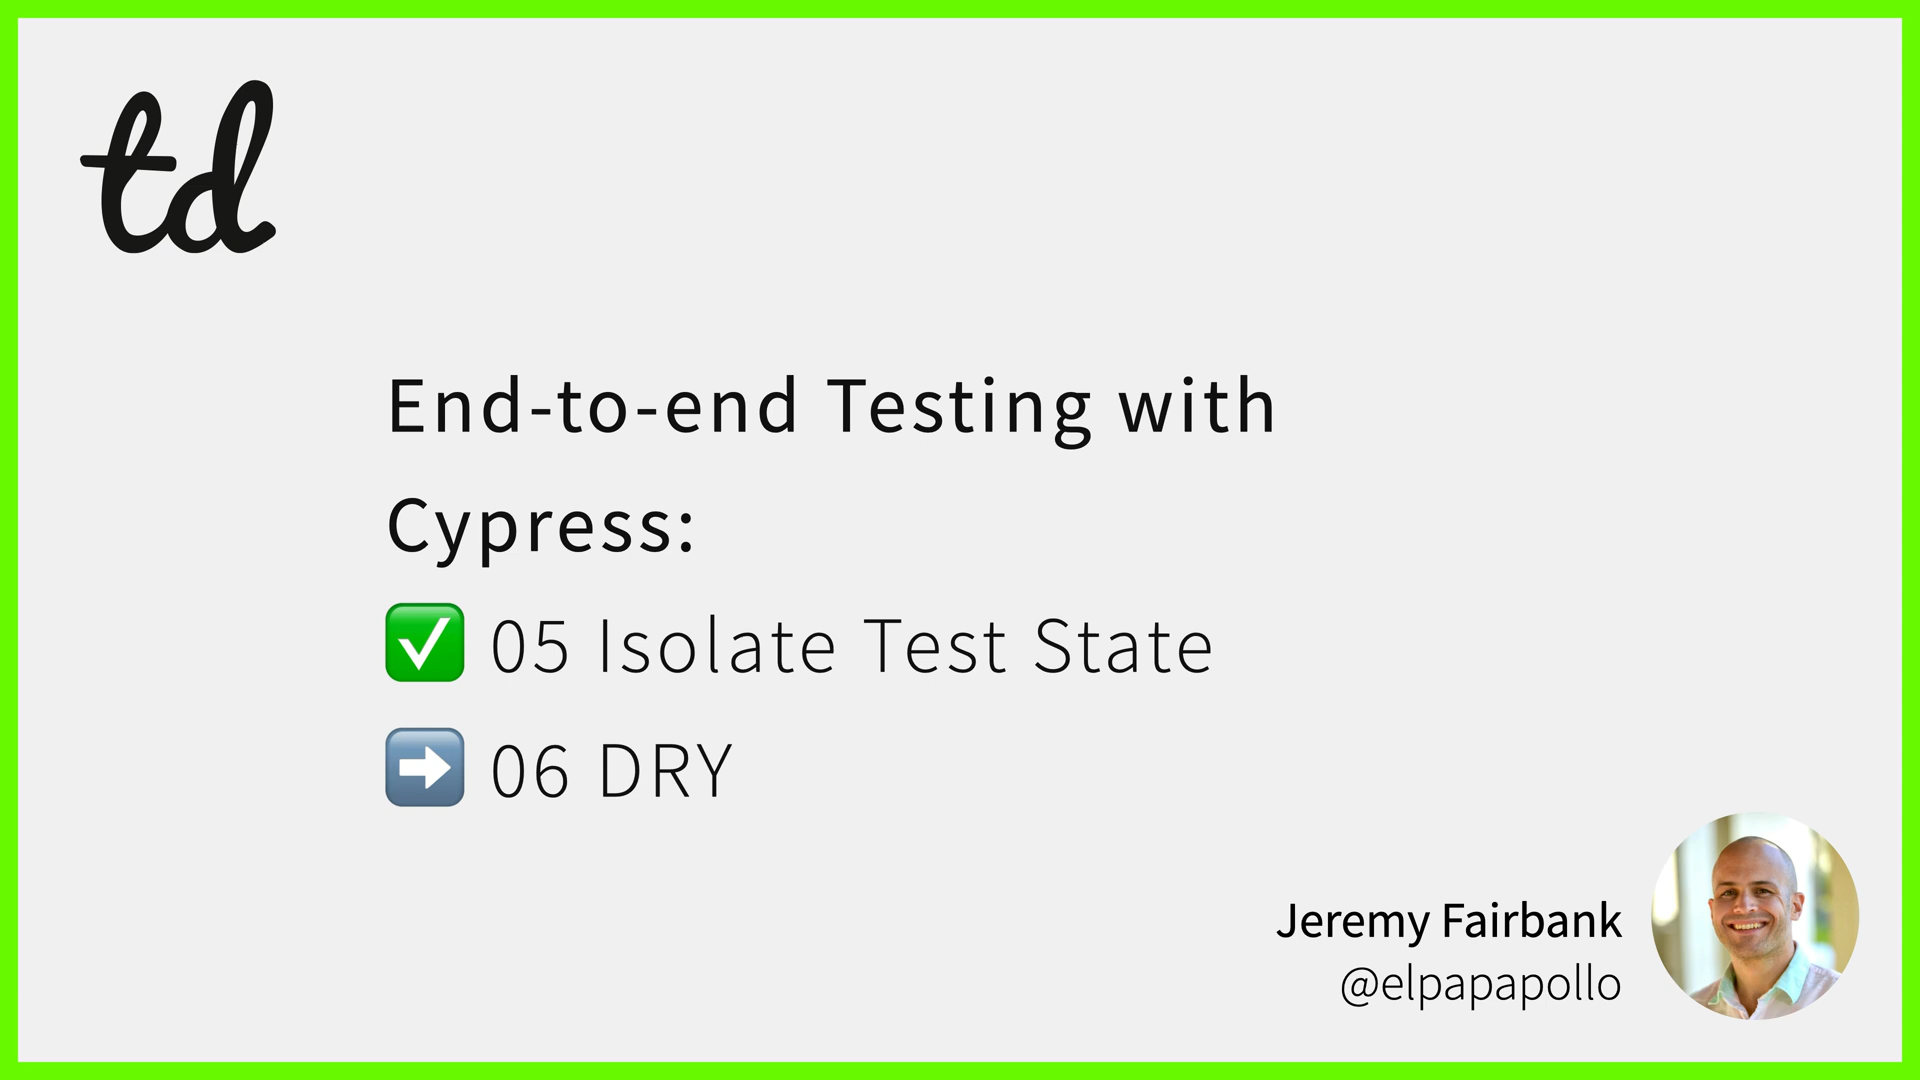 td
End-to-end Testing with
Cypress:
✅ 05 Isolate Test State
➡️ 06 DRY
Jeremy Fairbank
@elpapapollo